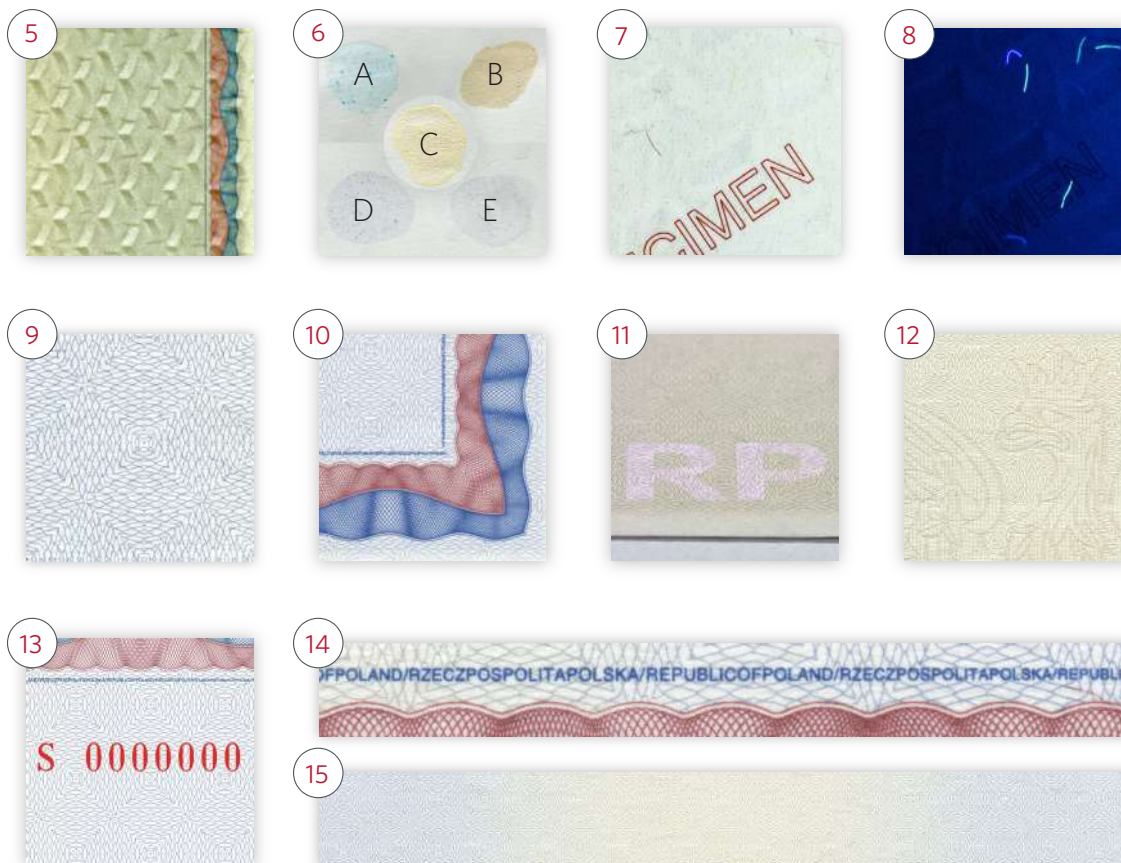 5
6
7
8
A
B
C
D
E
CIMEN
IMEN
9
10
11
12
RP
13
14
S 0000000
OFPOLAND/RZECZPOSPOLITAPOLSKA/REPUBLICOFPOLAND/RZECZPOSPOLITAPOLSKA/REPUBLI
15